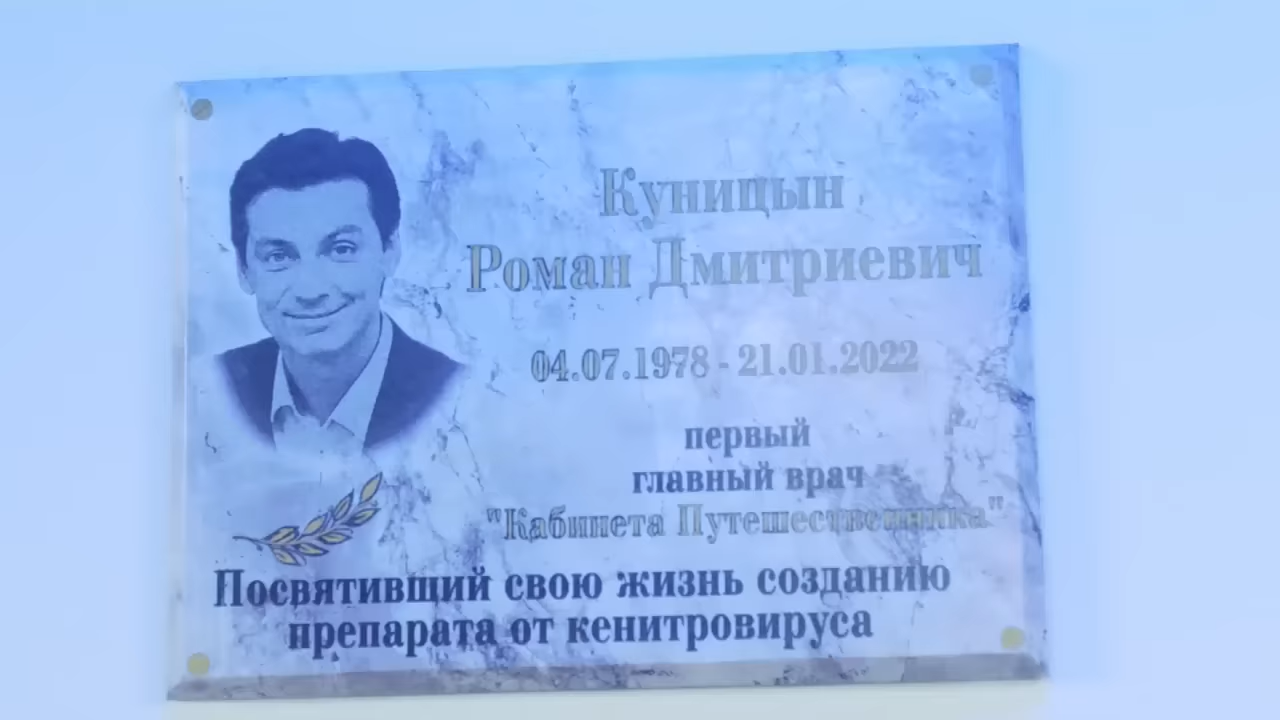 Куницын
Роман Дмитриевич
04.07.1978 - 21.01.2022
первый
главный врач
"Кабинета Путешественника"
Посвятивший свою жизнь созданию
препарата от кенитровируса